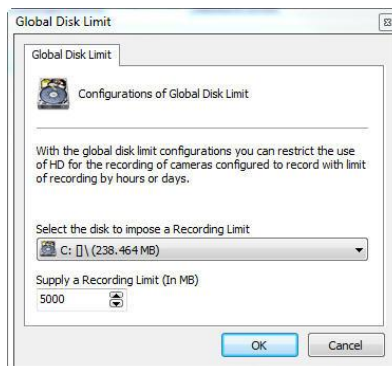 Global Disk Limit
Global Disk Limit
Configurations of Global Disk Limit
With the global disk limit configurations you can restrict the use
of HD for the recording of cameras configured to record with limit
of recording by hours or days.
Select the disk to impose a Recording Limit
C: []\ (238.464 MB)
Supply a Recording Limit (In MB)
5000
OK Cancel